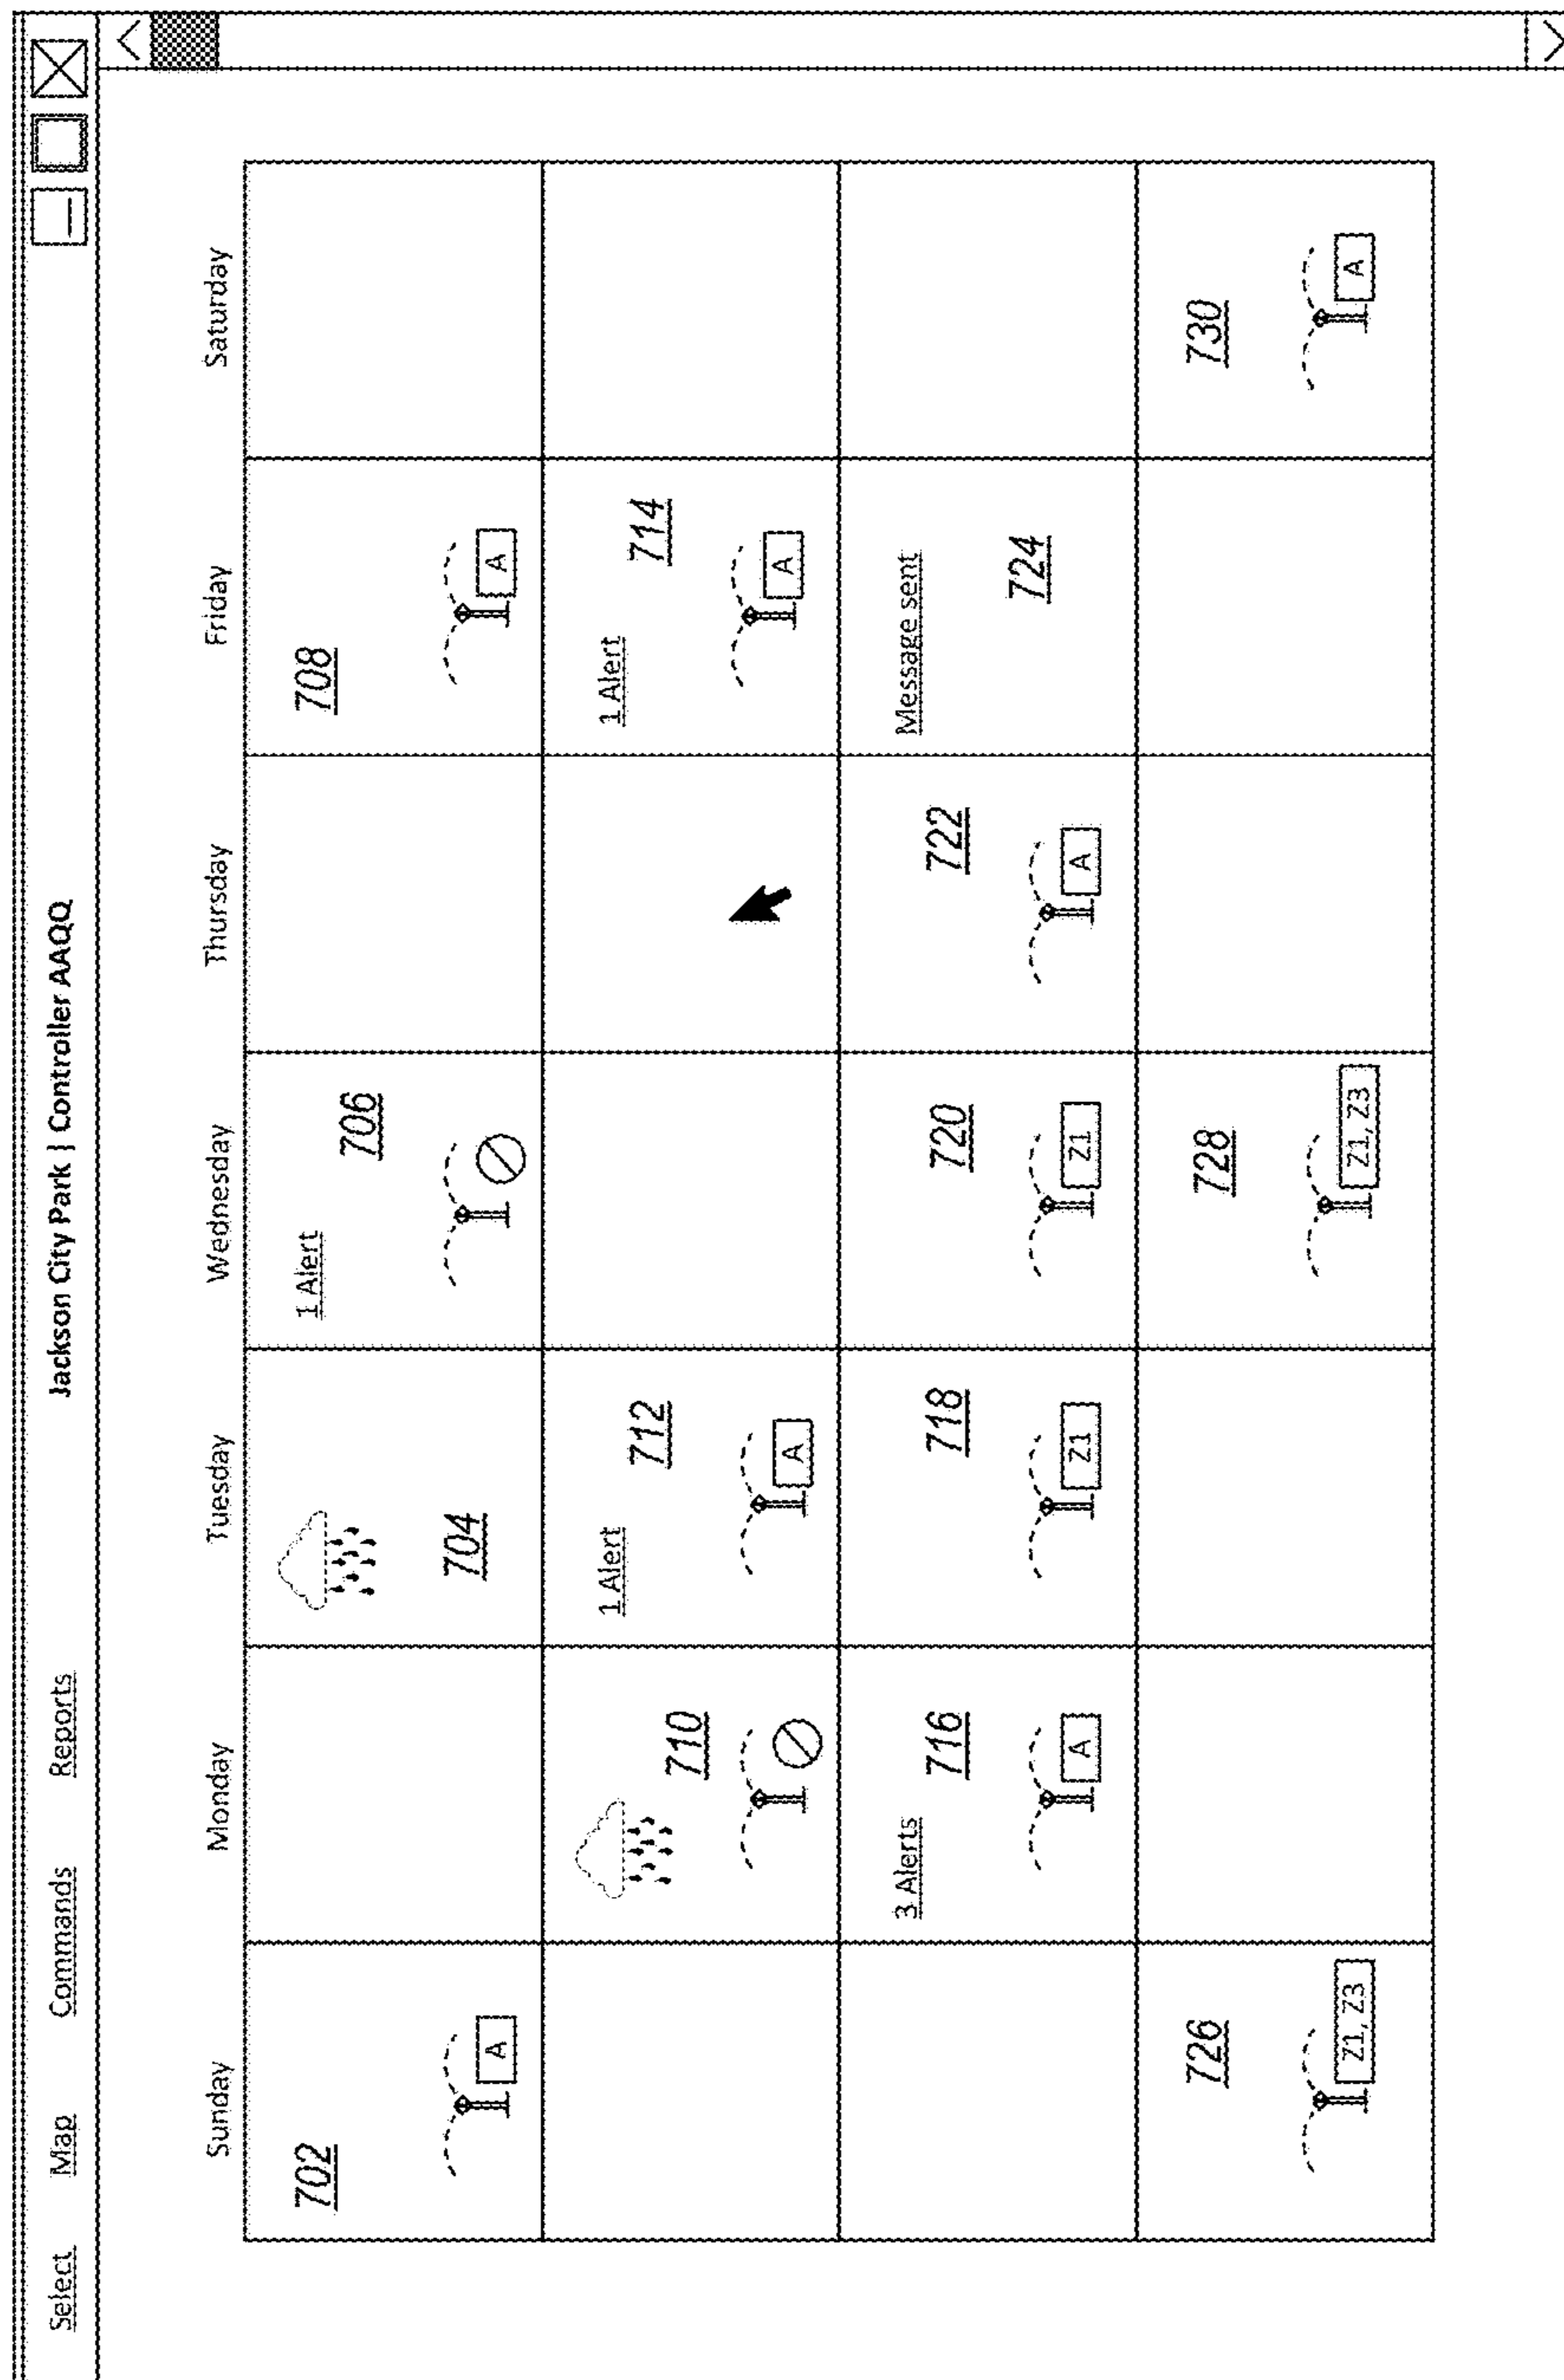 Select Map Commands Reports Jackson City Park | Controller AAQQ
Sunday Monday Tuesday Wednesday Thursday Friday Saturday
702
A
704
1 Alert
706
708
A
710
1 Alert
712
A
1 Alert
714
A
3 Alerts
716
A
718
Z1
720
Z1
722
A
Message sent
724
726
Z1, Z3
728
Z1, Z3
730
A